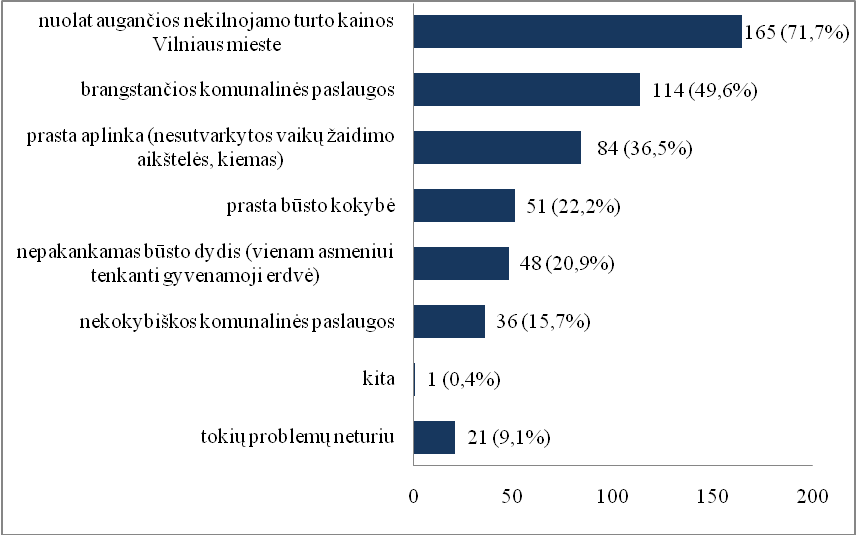 nuolat augančios nekilnojamo turto kainos
Vilniaus mieste
165 (71,7%)
brangstančios komunalinės paslaugos
114 (49,6%)
prasta aplinka (nesutvarkytos vaikų žaidimo
aikštelės, kiemas)
84 (36,5%)
prasta būsto kokybė
51 (22,2%)
nepakankamas būsto dydis (vienam asmeniui
tenkanti gyvenamoji erdvė)
48 (20,9%)
nekokybiškos komunalinės paslaugos
36 (15,7%)
kita
1 (0,4%)
tokių problemų neturiu
21 (9,1%)
0 50 100 150 200